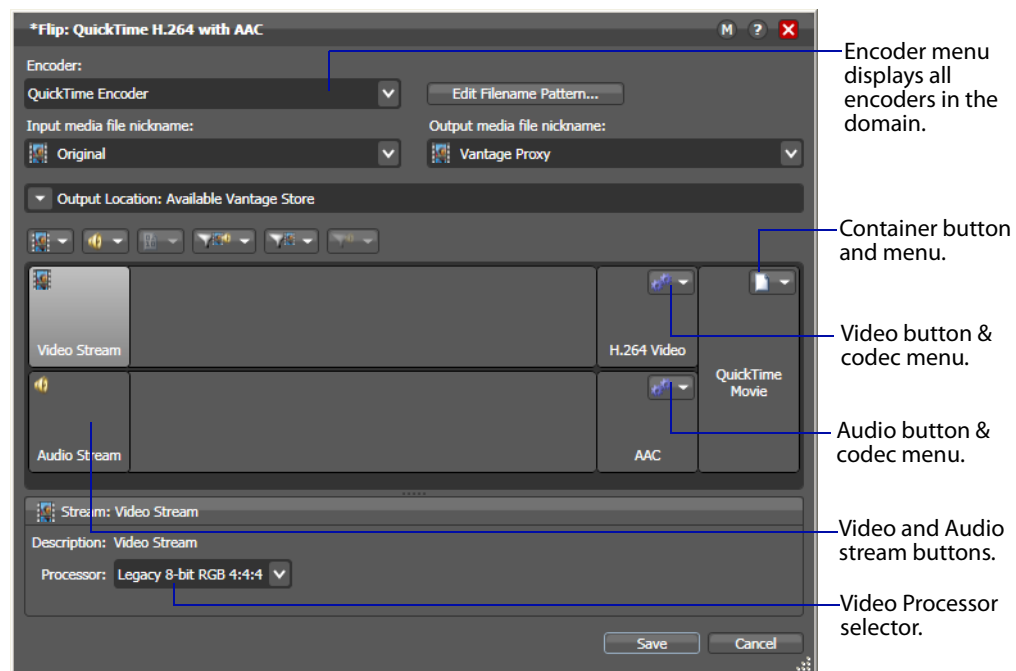 *Flip: QuickTime H.264 with AAC
M ? X
Encoder:
QuickTime Encoder
Edit Filename Pattern...
Input media file nickname:
Output media file nickname:
Original
Vantage Proxy
Output Location: Available Vantage Store
Video Stream
H.264 Video
QuickTime
Movie
Audio Stream
AAC
Stream: Video Stream
Description: Video Stream
Processor: Legacy 8-bit RGB 4:4:4
Save
Cancel
Encoder menu
displays all
encoders in the
domain.
Container button
and menu.
Video button &
codec menu.
Audio button &
codec menu.
Video and Audio
stream buttons.
Video Processor
selector.